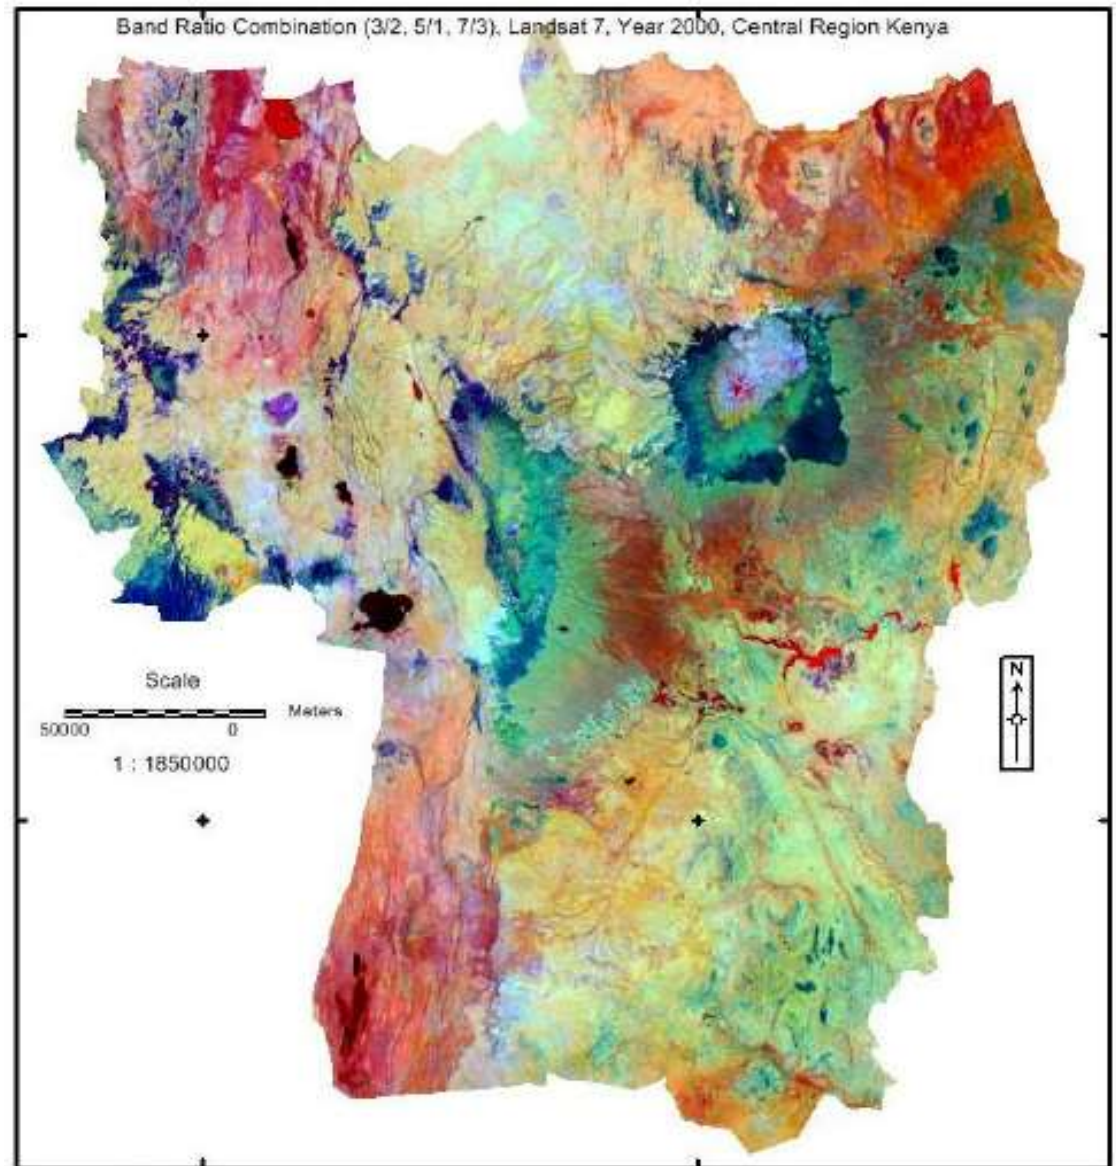 Band Ratio Combination (3/2, 5/1, 7/3), Landsat 7, Year 2000, Central Region Kenya
N
Scale
Meters
50000 0
1 : 1850000